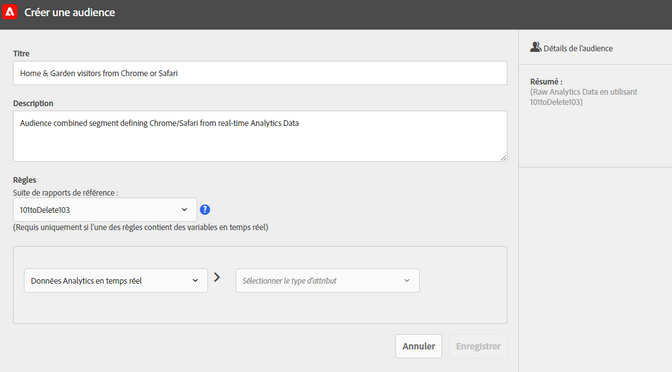 Créer une audience
Titre
Home & Garden visitors from Chrome or Safari
Description
Audience combined segment defining Chrome/Safari from real-time Analytics Data
Règles
Suite de rapports de référence :
101toDelete103
(Requis uniquement si l'une des règles contient des variables en temps réel)
Données Analytics en temps réel
Sélectionner le type d'attribut
Annuler
Enregistrer
Détails de l'audience
Résumé :
(Raw Analytics Data en utilisant
101toDelete103)